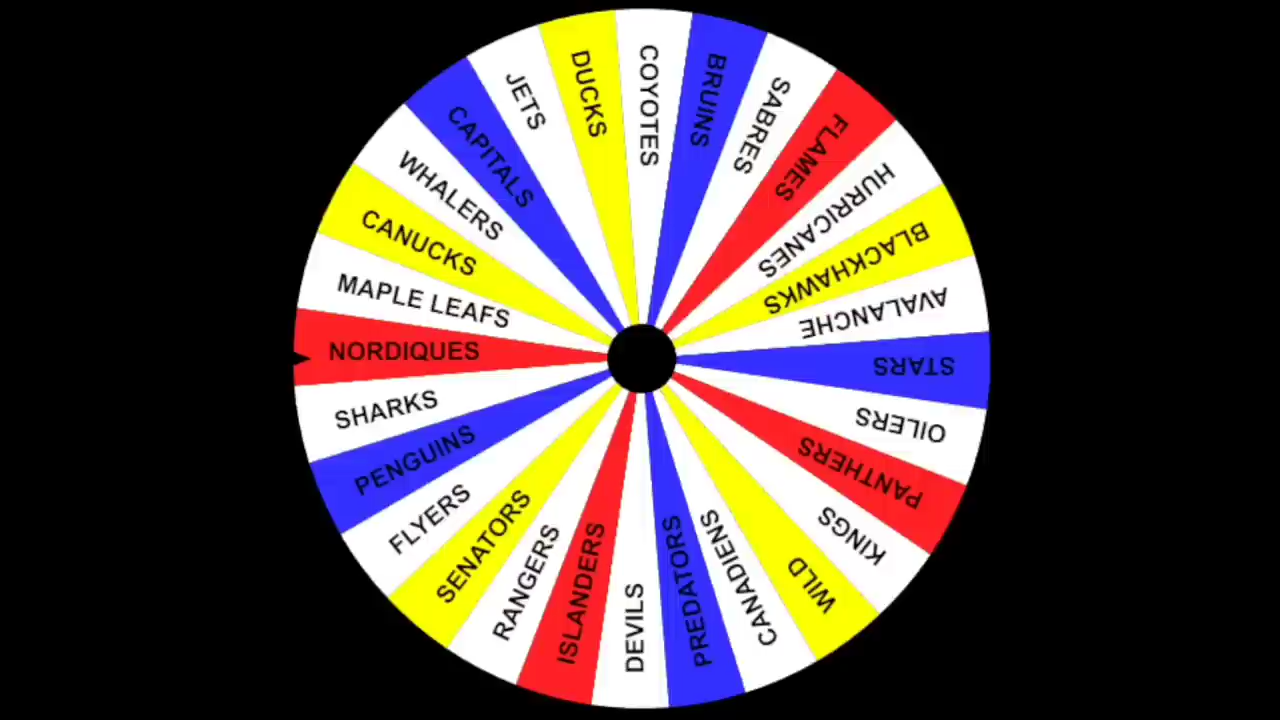 COYOTES
BRUINS
SABRES
FLAMES
HURRICANES
BLACKHAWKS
AVALANCHE
STARS
OILERS
PANTHERS
KINGS
WILD
CANADIENS
PREDATORS
DEVILS
ISLANDERS
RANGERS
SENATORS
FLYERS
PENGUINS
SHARKS
NORDIQUES
MAPLE LEAFS
CANUCKS
WHALERS
CAPITALS
JETS
DUCKS